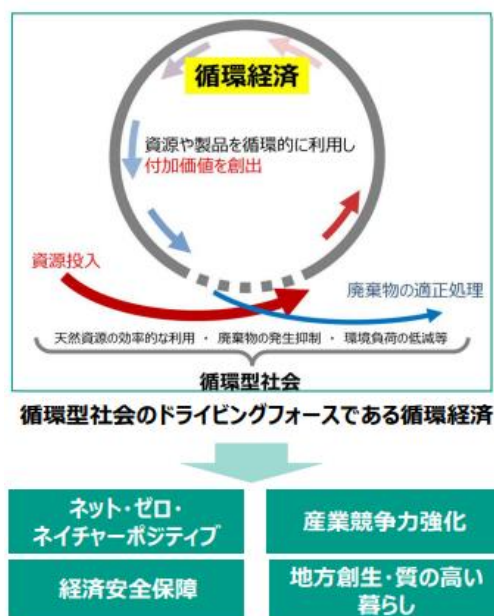 循環経済
資源や製品を循環的に利用し
付加価値を創出
資源投入
廃棄物の適正処理
天然資源の効率的な利用 ・ 廃棄物の発生抑制 ・ 環境負荷の低減等
循環型社会
循環型社会のドライビングフォースである循環経済
ネット・ゼロ・
ネイチャーポジティブ
産業競争力強化
経済安全保障
地方創生・質の高い
暮らし